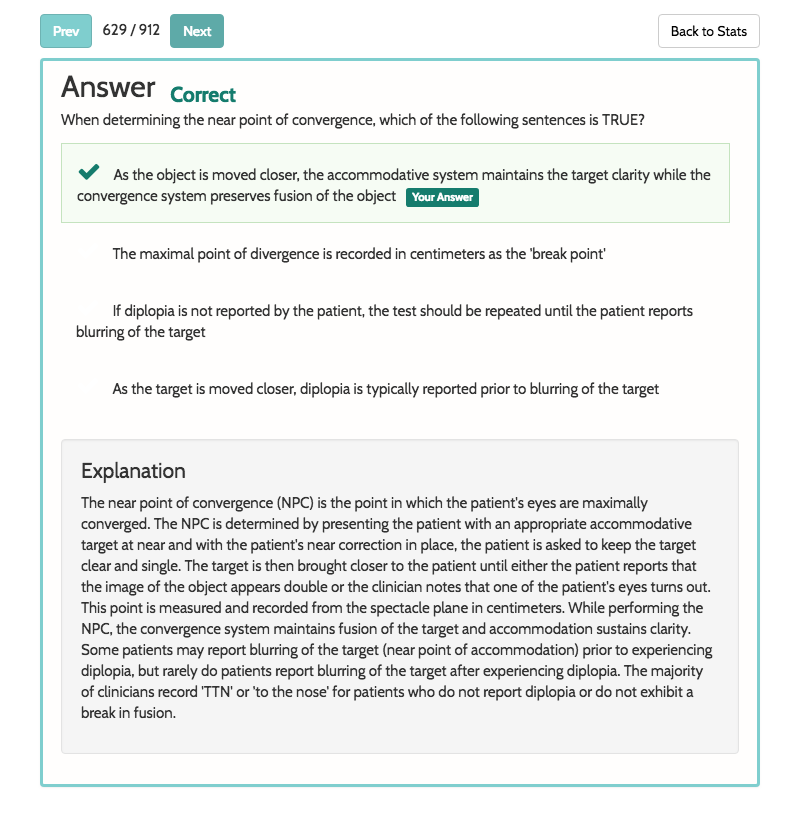 Prev 629 / 912 Next Back to Stats
Answer Correct
When determining the near point of convergence, which of the following sentences is TRUE?
As the object is moved closer, the accommodative system maintains the target clarity while the
convergence system preserves fusion of the object Your Answer
The maximal point of divergence is recorded in centimeters as the 'break point'
If diplopia is not reported by the patient, the test should be repeated until the patient reports
blurring of the target
As the target is moved closer, diplopia is typically reported prior to blurring of the target
Explanation
The near point of convergence (NPC) is the point in which the patient's eyes are maximally
converged. The NPC is determined by presenting the patient with an appropriate accommodative
target at near and with the patient's near correction in place, the patient is asked to keep the target
clear and single. The target is then brought closer to the patient until either the patient reports that
the image of the object appears double or the clinician notes that one of the patient's eyes turns out.
This point is measured and recorded from the spectacle plane in centimeters. While performing the
NPC, the convergence system maintains fusion of the target and accommodation sustains clarity.
Some patients may report blurring of the target (near point of accommodation) prior to experiencing
diplopia, but rarely do patients report blurring of the target after experiencing diplopia. The majority
of clinicians record 'TTN' or 'to the nose' for patients who do not report diplopia or do not exhibit a
break in fusion.